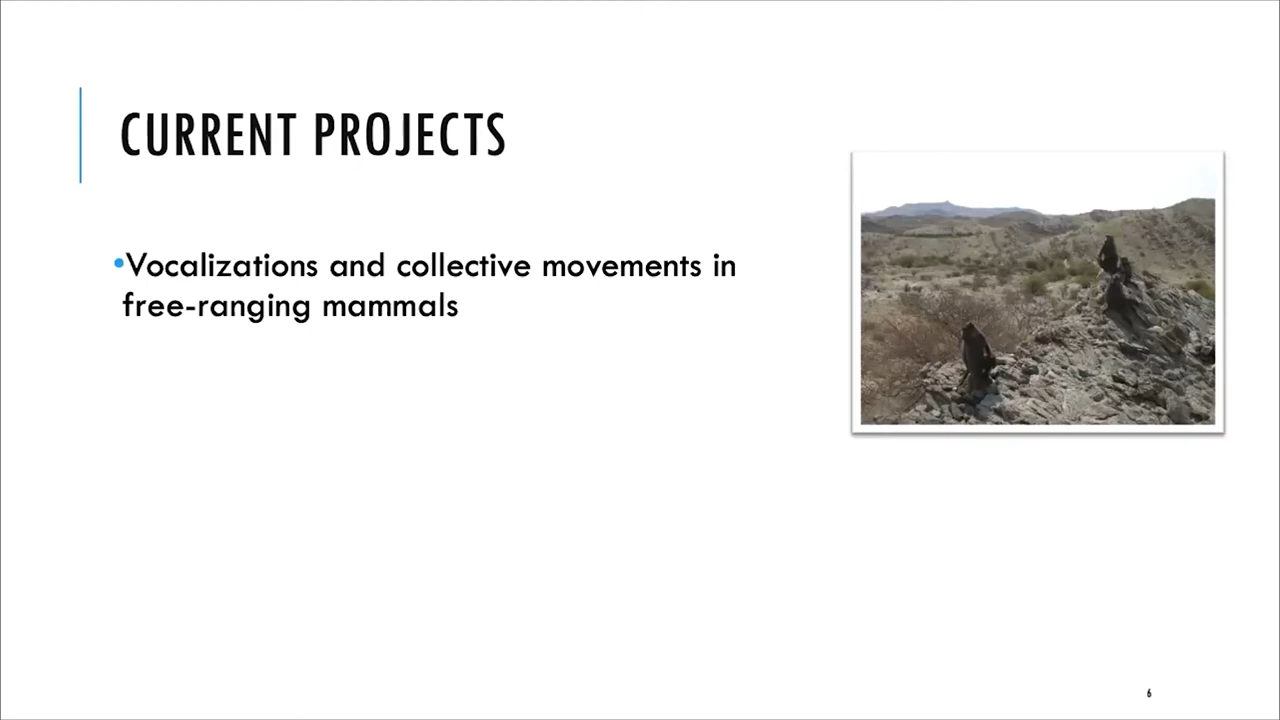 CURRENT PROJECTS
•Vocalizations and collective movements in
free-ranging mammals
6